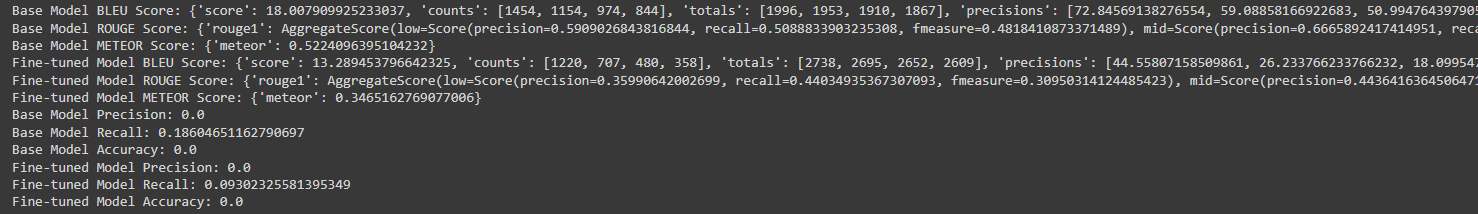 Base Model BLEU Score: {'score': 18.007909925233037, 'counts': [1454, 1154, 974, 844], 'totals': [1996, 1953, 1910, 1867], 'precisions': [72.84569138276554, 59.08858166922683, 50.994764397905
Base Model ROUGE Score: {'rouge1': AggregateScore(low=Score(precision=0.5909026843816844, recall=0.5088833903235308, fmeasure=0.4818410873371489), mid=Score(precision=0.6665892417414951, reca
Base Model METEOR Score: {'meteor': 0.5224096395104232}
Fine-tuned Model BLEU Score: {'score': 13.289453796642325, 'counts': [1220, 707, 480, 358], 'totals': [2738, 2695, 2652, 2609], 'precisions': [44.55807158509861, 26.233766233766232, 18.099547
Fine-tuned Model ROUGE Score: {'rouge1': AggregateScore(low=Score(precision=0.35990642002699, recall=0.44034935367307093, fmeasure=0.30950314124485423), mid=Score(precision=0.4436416364506471
Fine-tuned Model METEOR Score: {'meteor': 0.3465162769077006}
Base Model Precision: 0.0
Base Model Recall: 0.18604651162790697
Base Model Accuracy: 0.0
Fine-tuned Model Precision: 0.0
Fine-tuned Model Recall: 0.09302325581395349
Fine-tuned Model Accuracy: 0.0